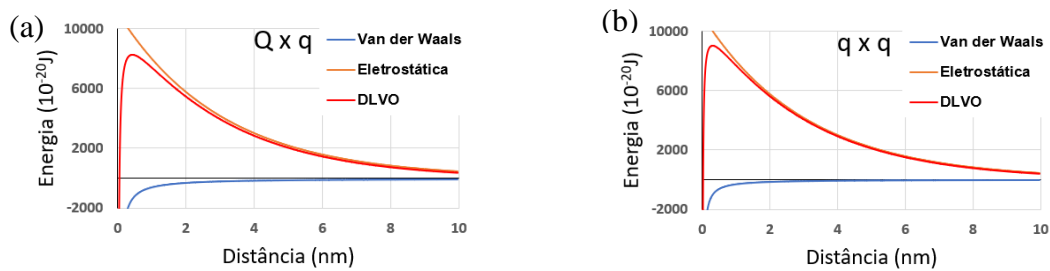 (a)
Energia (10⁻²⁰J)
10000
6000
2000
-2000
Q x q
Van der Waals
Eletrostática
DLVO
0 2 4 6 8 10
Distância (nm)
(b)
Energia (10⁻²⁰J)
10000
6000
2000
-2000
q x q
Van der Waals
Eletrostática
DLVO
0 2 4 6 8 10
Distância (nm)